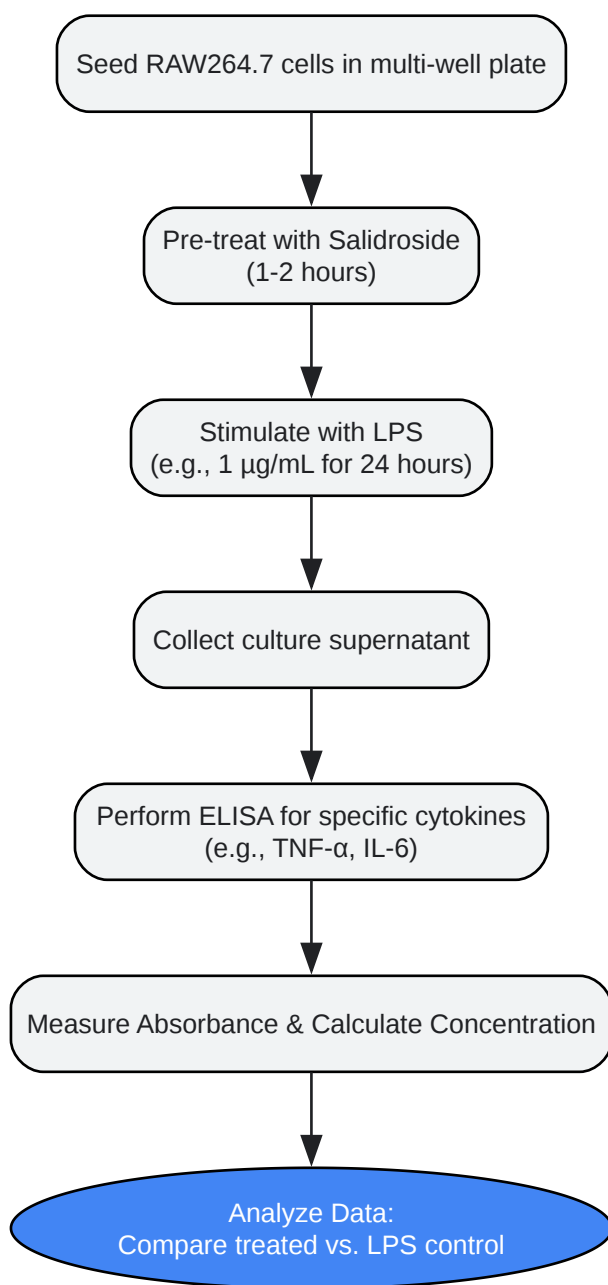 Seed RAW264.7 cells in multi-well plate
Pre-treat with Salidroside
(1-2 hours)
Stimulate with LPS
(e.g., 1 µg/mL for 24 hours)
Collect culture supernatant
Perform ELISA for specific cytokines
(e.g., TNF-α, IL-6)
Measure Absorbance & Calculate Concentration
Analyze Data:
Compare treated vs. LPS control